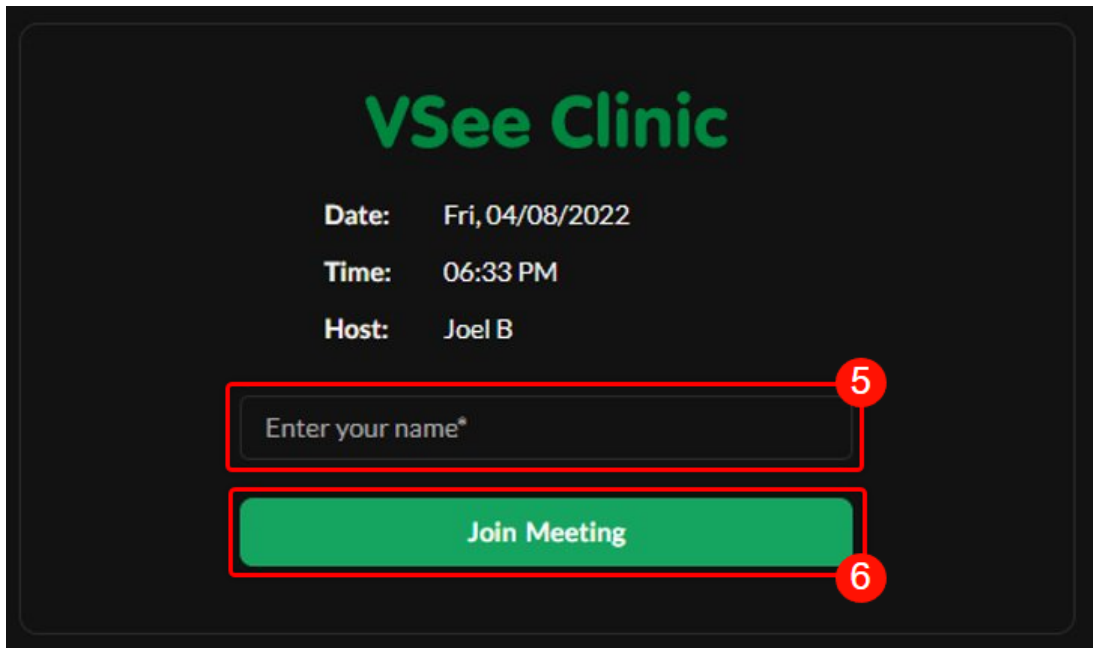 VSee Clinic
Date: Fri, 04/08/2022
Time: 06:33 PM
Host: Joel B
5
Enter your name*
Join Meeting
6